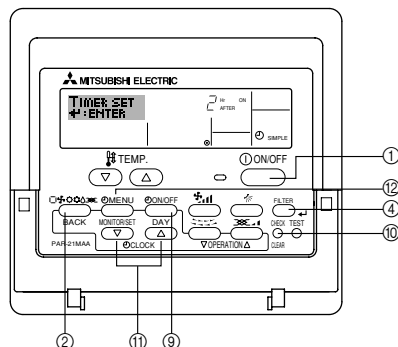 MITSUBISHI ELECTRIC
TIMER SET
↵:ENTER
2 Hr ON
AFTER
SIMPLE
TEMP.
ON/OFF
①
⑫
MENU
ON/OFF
FILTER
④
BACK
MONITOR/SET
DAY
CHECK TEST
PAR-21MAA
CLOCK
▽OPERATION△
CLEAR
⑩
② ⑪ ⑨